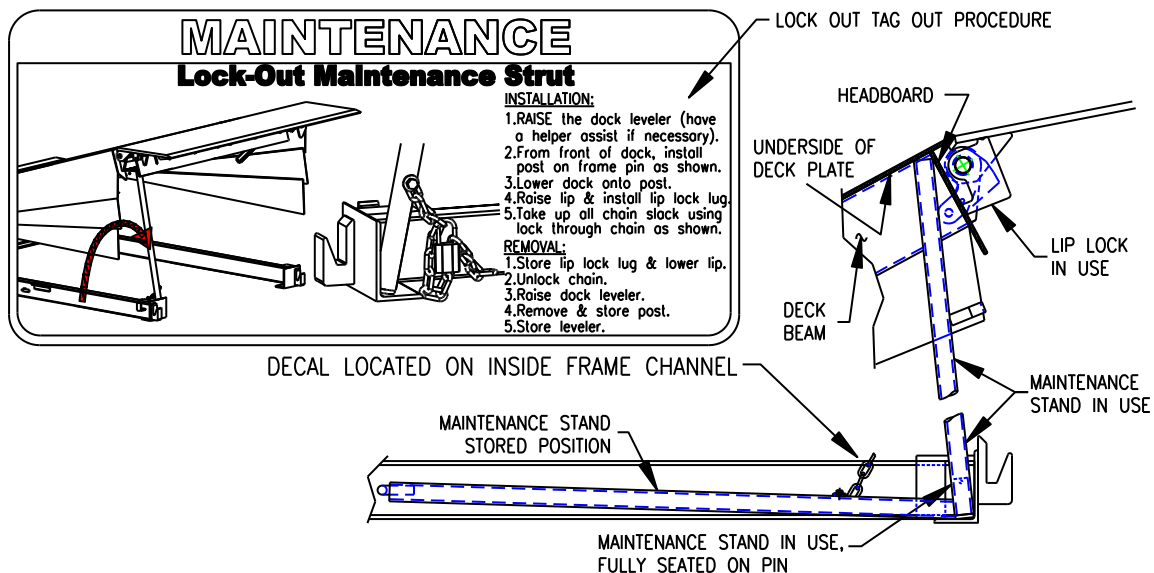 MAINTENANCE
Lock-Out Maintenance Strut
INSTALLATION:
1.RAISE the dock leveler (have
a helper assist if necessary).
2.From front of dock, install
post on frame pin as shown.
3.Lower dock onto post.
4.Raise lip & install lip lock lug.
5.Take up all chain slack using
lock through chain as shown.
REMOVAL:
1.Store lip lock lug & lower lip.
2.Unlock chain.
3.Raise dock leveler.
4.Remove & store post.
5.Store leveler.
LOCK OUT TAG OUT PROCEDURE
HEADBOARD
UNDERSIDE OF
DECK PLATE
LIP LOCK
IN USE
DECK
BEAM
DECAL LOCATED ON INSIDE FRAME CHANNEL
MAINTENANCE
STAND IN USE
MAINTENANCE STAND
STORED POSITION
MAINTENANCE STAND IN USE,
FULLY SEATED ON PIN